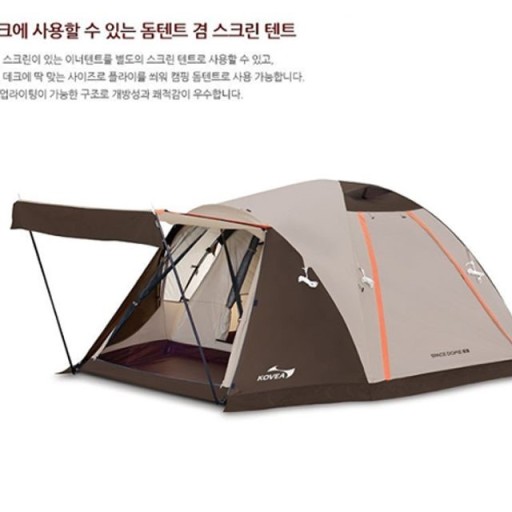 크에 사용할 수 있는 돔텐트 겸 스크린 텐트
스크린이 있는 이너텐트를 별도의 스크린 텐트로 사용할 수 있고,
데크에 딱 맞는 사이즈로 플라이를 씌워 캠핑 돔텐트로 사용 가능합니다.
업라이팅이 가능한 구조로 개방성과 쾌적감이 우수합니다.
KOVEA
SPACE DOME